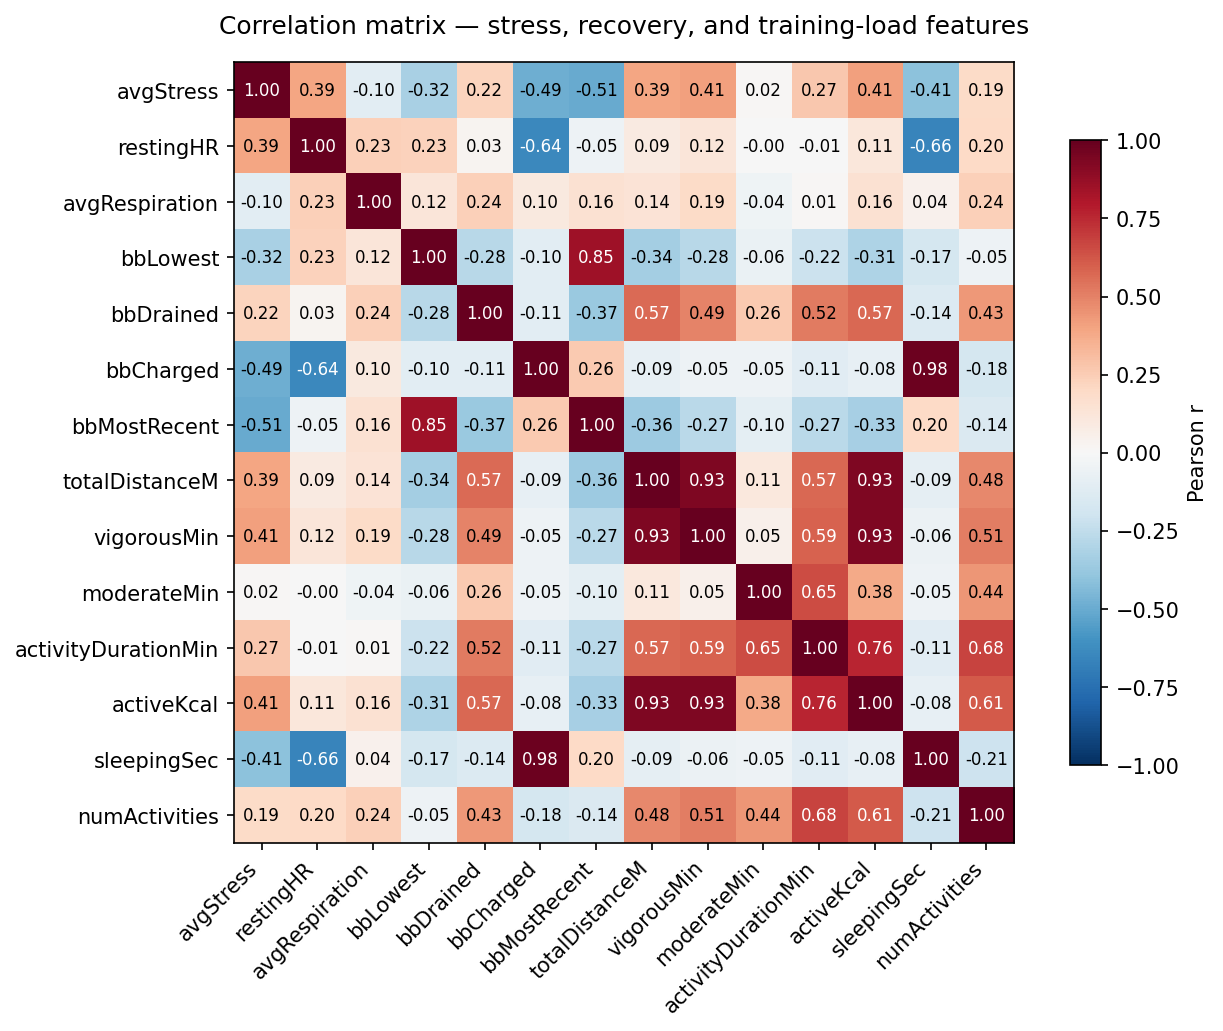 Correlation matrix — stress, recovery, and training-load features
avgStress 1.00 0.39 -0.10 -0.32 0.22 -0.49 -0.51 0.39 0.41 0.02 0.27 0.41 -0.41 0.19
restingHR 0.39 1.00 0.23 0.23 0.03 -0.64 -0.05 0.09 0.12 -0.00 -0.01 0.11 -0.66 0.20
avgRespiration -0.10 0.23 1.00 0.12 0.24 0.10 0.16 0.14 0.19 -0.04 0.01 0.16 0.04 0.24
bbLowest -0.32 0.23 0.12 1.00 -0.28 -0.10 0.85 -0.34 -0.28 -0.06 -0.22 -0.31 -0.17 -0.05
bbDrained 0.22 0.03 0.24 -0.28 1.00 -0.11 -0.37 0.57 0.49 0.26 0.52 0.57 -0.14 0.43
bbCharged -0.49 -0.64 0.10 -0.10 -0.11 1.00 0.26 -0.09 -0.05 -0.05 -0.11 -0.08 0.98 -0.18
bbMostRecent -0.51 -0.05 0.16 0.85 -0.37 0.26 1.00 -0.36 -0.27 -0.10 -0.27 -0.33 0.20 -0.14
totalDistanceM 0.39 0.09 0.14 -0.34 0.57 -0.09 -0.36 1.00 0.93 0.11 0.57 0.93 -0.09 0.48
vigorousMin 0.41 0.12 0.19 -0.28 0.49 -0.05 -0.27 0.93 1.00 0.05 0.59 0.93 -0.06 0.51
moderateMin 0.02 -0.00 -0.04 -0.06 0.26 -0.05 -0.10 0.11 0.05 1.00 0.65 0.38 -0.05 0.44
activityDurationMin 0.27 -0.01 0.01 -0.22 0.52 -0.11 -0.27 0.57 0.59 0.65 1.00 0.76 -0.11 0.68
activeKcal 0.41 0.11 0.16 -0.31 0.57 -0.08 -0.33 0.93 0.93 0.38 0.76 1.00 -0.08 0.61
sleepingSec -0.41 -0.66 0.04 -0.17 -0.14 0.98 0.20 -0.09 -0.06 -0.05 -0.11 -0.08 1.00 -0.21
numActivities 0.19 0.20 0.24 -0.05 0.43 -0.18 -0.14 0.48 0.51 0.44 0.68 0.61 -0.21 1.00
avgStress
restingHR
avgRespiration
bbLowest
bbDrained
bbCharged
bbMostRecent
totalDistanceM
vigorousMin
moderateMin
activityDurationMin
activeKcal
sleepingSec
numActivities
1.00
0.75
0.50
0.25
0.00
−0.25
−0.50
−0.75
−1.00
Pearson r